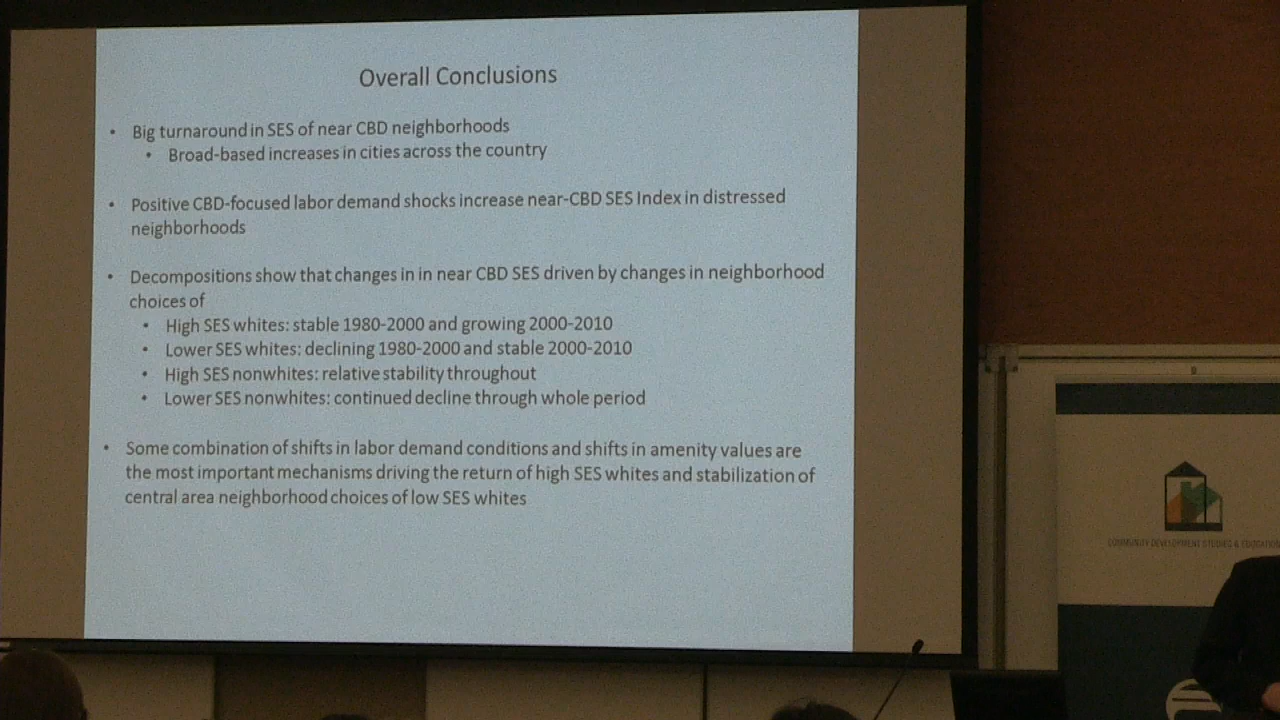 Overall Conclusions
• Big turnaround in SES of near CBD neighborhoods
• Broad-based increases in cities across the country
• Positive CBD-focused labor demand shocks increase near-CBD SES Index in distressed
neighborhoods
• Decompositions show that changes in in near CBD SES driven by changes in neighborhood
choices of
• High SES whites: stable 1980-2000 and growing 2000-2010
• Lower SES whites: declining 1980-2000 and stable 2000-2010
• High SES nonwhites: relative stability throughout
• Lower SES nonwhites: continued decline through whole period
• Some combination of shifts in labor demand conditions and shifts in amenity values are
the most important mechanisms driving the return of high SES whites and stabilization of
central area neighborhood choices of low SES whites
COMMUNITY DEVELOPMENT STUDIES & EDUCATION